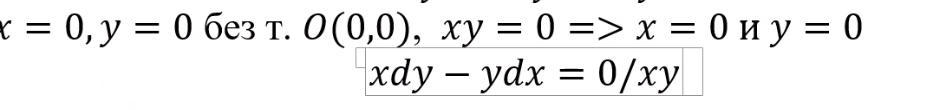 x = 0, y = 0 без т. O(0,0), xy = 0 => x = 0 и y = 0
xdy − ydx = 0/xy